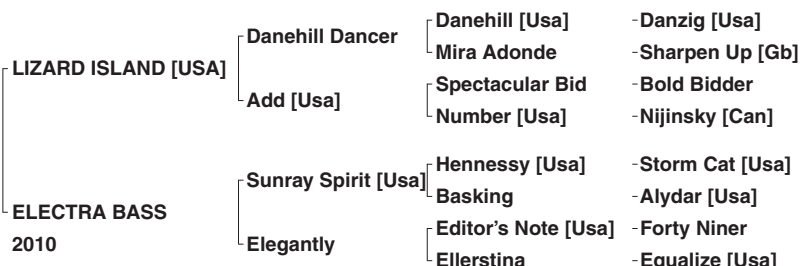 Danehill [Usa] -Danzig [Usa]
Danehill Dancer
Mira Adonde -Sharpen Up [Gb]
LIZARD ISLAND [USA]
Spectacular Bid -Bold Bidder
Add [Usa]
Number [Usa] -Nijinsky [Can]
Hennessy [Usa] -Storm Cat [Usa]
Sunray Spirit [Usa]
Basking -Alydar [Usa]
ELECTRA BASS
Editor's Note [Usa] -Forty Niner
2010
Elegantly
Ellerstina -Equalize [Usa]